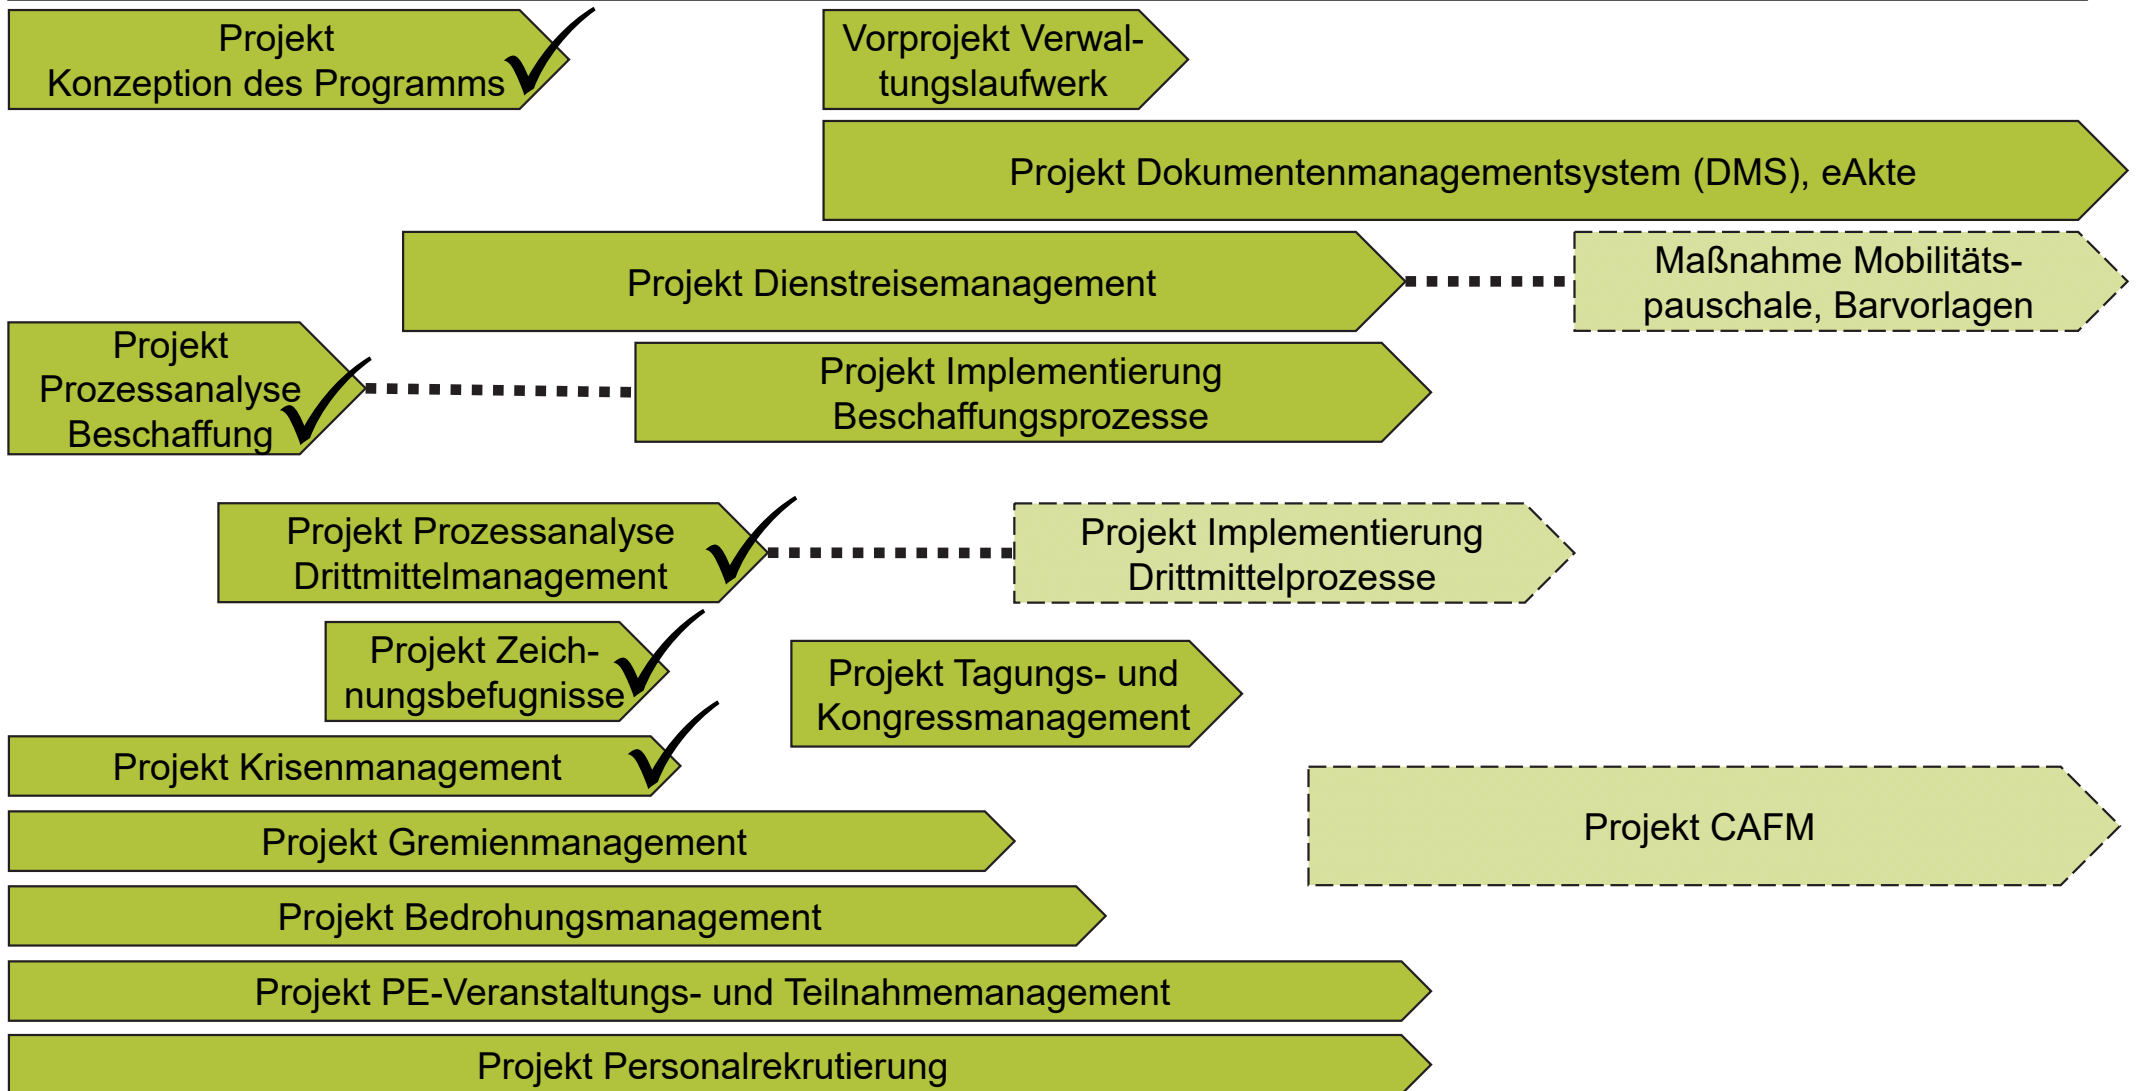 Projekt
Konzeption des Programms
Vorprojekt Verwal-
tungslaufwerk
Projekt Dokumentenmanagementsystem (DMS), eAkte
Projekt Dienstreisemanagement
Maßnahme Mobilitäts-
pauschale, Barvorlagen
Projekt
Prozessanalyse
Beschaffung
Projekt Implementierung
Beschaffungsprozesse
Projekt Prozessanalyse
Drittmittelmanagement
Projekt Implementierung
Drittmittelprozesse
Projekt Zeich-
nungsbefugnisse
Projekt Tagungs- und
Kongressmanagement
Projekt Krisenmanagement
Projekt CAFM
Projekt Gremienmanagement
Projekt Bedrohungsmanagement
Projekt PE-Veranstaltungs- und Teilnahmemanagement
Projekt Personalrekrutierung